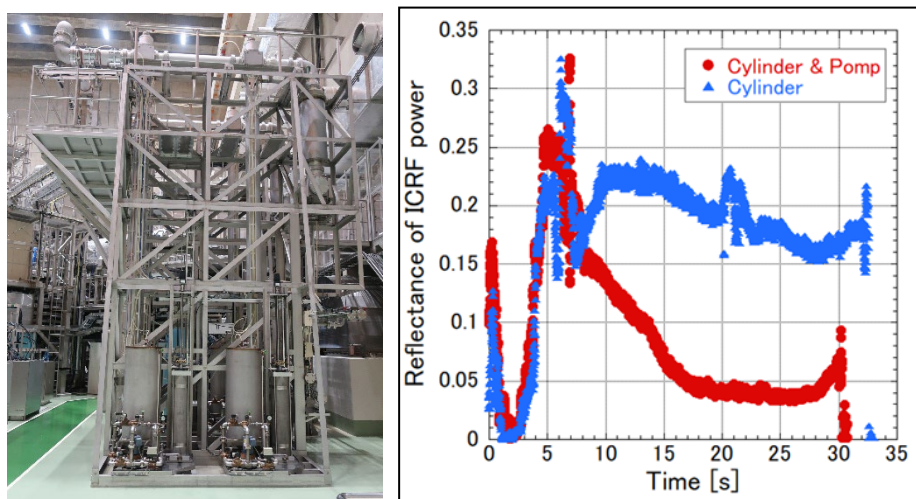 Cylinder & Pomp
Cylinder
Reflectance of ICRF power
0.35
0.3
0.25
0.2
0.15
0.1
0.05
0
0 5 10 15 20 25 30 35
Time [s]